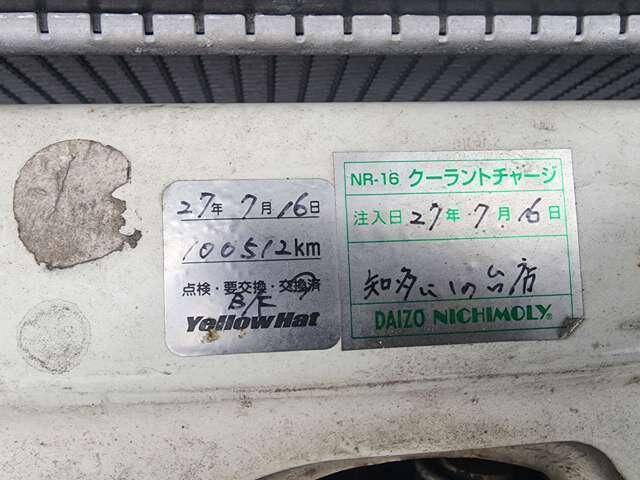 27年 7月16日
100512km
点検・要交換・交換済
B/F
YellowHat
NR-16 クーラントチャージ
注入日27年 7月16日
知多にの台店
DAIZO NICHIMOLY®